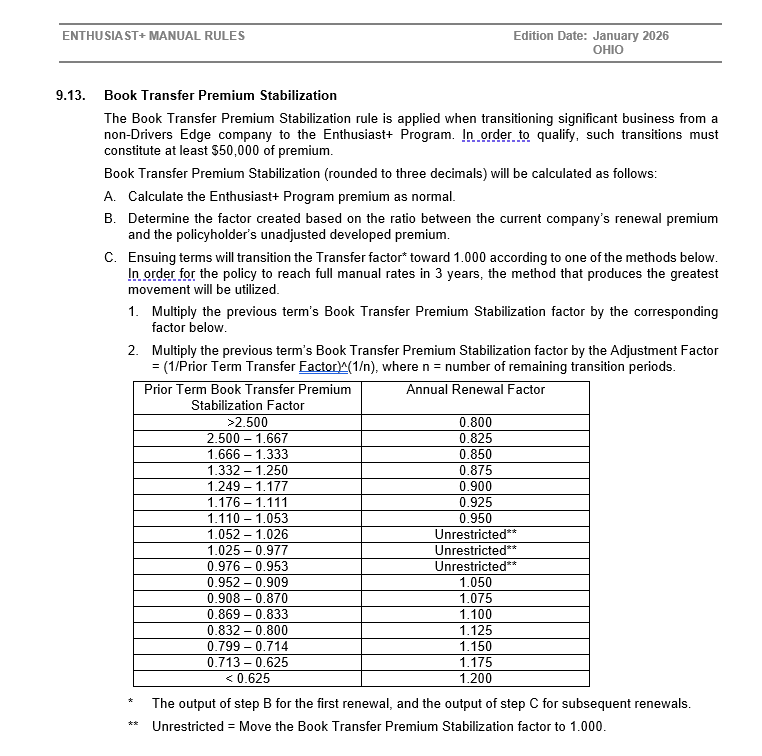 ENTHUSIAST+ MANUAL RULES Edition Date: January 2026
OHIO
9.13. Book Transfer Premium Stabilization
The Book Transfer Premium Stabilization rule is applied when transitioning significant business from a
non-Drivers Edge company to the Enthusiast+ Program. In order to qualify, such transitions must
constitute at least $50,000 of premium.
Book Transfer Premium Stabilization (rounded to three decimals) will be calculated as follows:
A. Calculate the Enthusiast+ Program premium as normal.
B. Determine the factor created based on the ratio between the current company's renewal premium
and the policyholder's unadjusted developed premium.
C. Ensuing terms will transition the Transfer factor* toward 1.000 according to one of the methods below.
In order for the policy to reach full manual rates in 3 years, the method that produces the greatest
movement will be utilized.
1. Multiply the previous term's Book Transfer Premium Stabilization factor by the corresponding
factor below.
2. Multiply the previous term's Book Transfer Premium Stabilization factor by the Adjustment Factor
= (1/Prior Term Transfer Factor)^(1/n), where n = number of remaining transition periods.
Prior Term Book Transfer Premium Annual Renewal Factor
Stabilization Factor
>2.500 0.800
2.500 – 1.667 0.825
1.666 – 1.333 0.850
1.332 – 1.250 0.875
1.249 – 1.177 0.900
1.176 – 1.111 0.925
1.110 – 1.053 0.950
1.052 – 1.026 Unrestricted**
1.025 – 0.977 Unrestricted**
0.976 – 0.953 Unrestricted**
0.952 – 0.909 1.050
0.908 – 0.870 1.075
0.869 – 0.833 1.100
0.832 – 0.800 1.125
0.799 – 0.714 1.150
0.713 – 0.625 1.175
< 0.625 1.200
* The output of step B for the first renewal, and the output of step C for subsequent renewals.
** Unrestricted = Move the Book Transfer Premium Stabilization factor to 1.000.